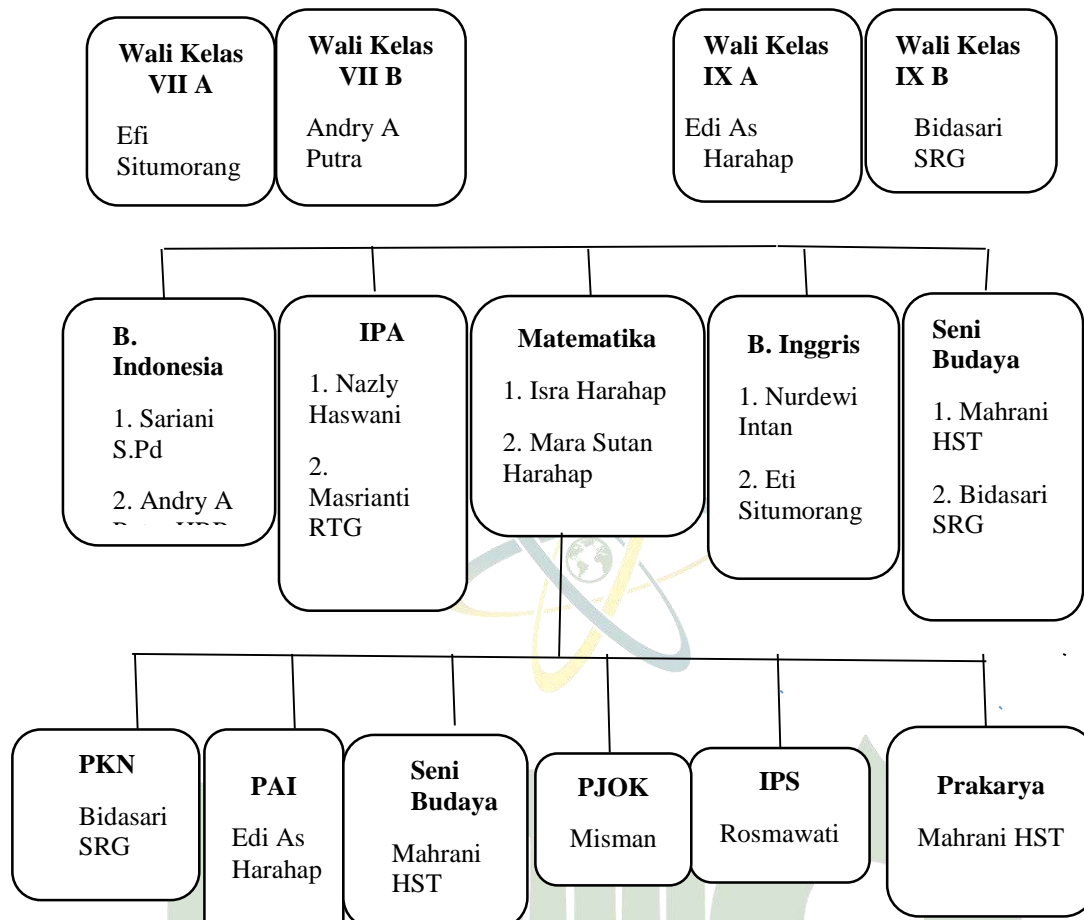 Wali Kelas
VII A
Efi
Situmorang
Wali Kelas
VII B
Andry A
Putra
Wali Kelas
IX A
Edi As
Harahap
Wali Kelas
IX B
Bidasari
SRG
B.
Indonesia
1. Sariani
S.Pd
2. Andry A
IPA
1. Nazly
Haswani
2.
Masrianti
RTG
Matematika
1. Isra Harahap
2. Mara Sutan
Harahap
B. Inggris
1. Nurdewi
Intan
2. Eti
Situmorang
Seni
Budaya
1. Mahrani
HST
2. Bidasari
SRG
PKN
Bidasari
SRG
PAI
Edi As
Harahap
Seni
Budaya
Mahrani
HST
PJOK
Misman
IPS
Rosmawati
Prakarya
Mahrani HST